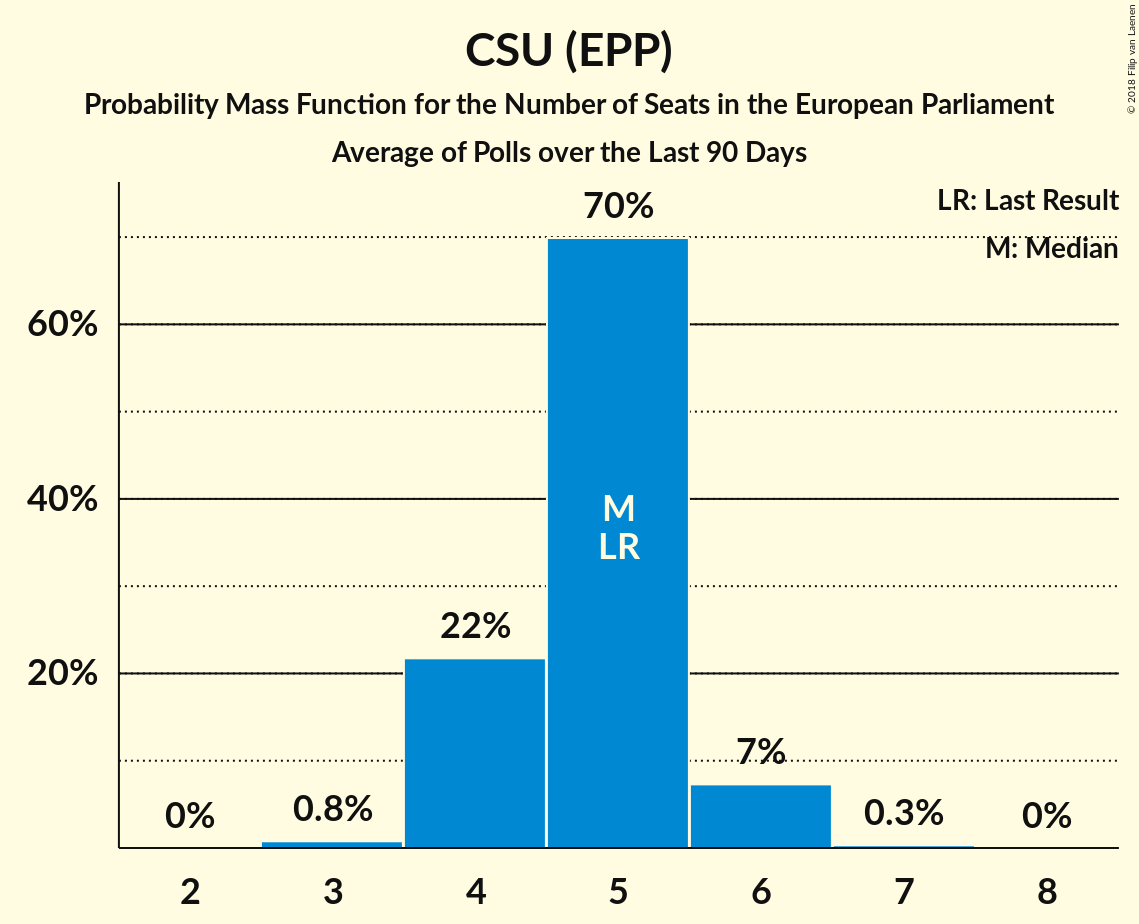 CSU (EPP)
Probability Mass Function for the Number of Seats in the European Parliament
Average of Polls over the Last 90 Days
© 2018 Filip van Laenen
LR: Last Result
M: Median
70%
60%
40%
M
LR
22%
20%
7%
0%
0.8%
0.3%
0%
2
3
4
5
6
7
8